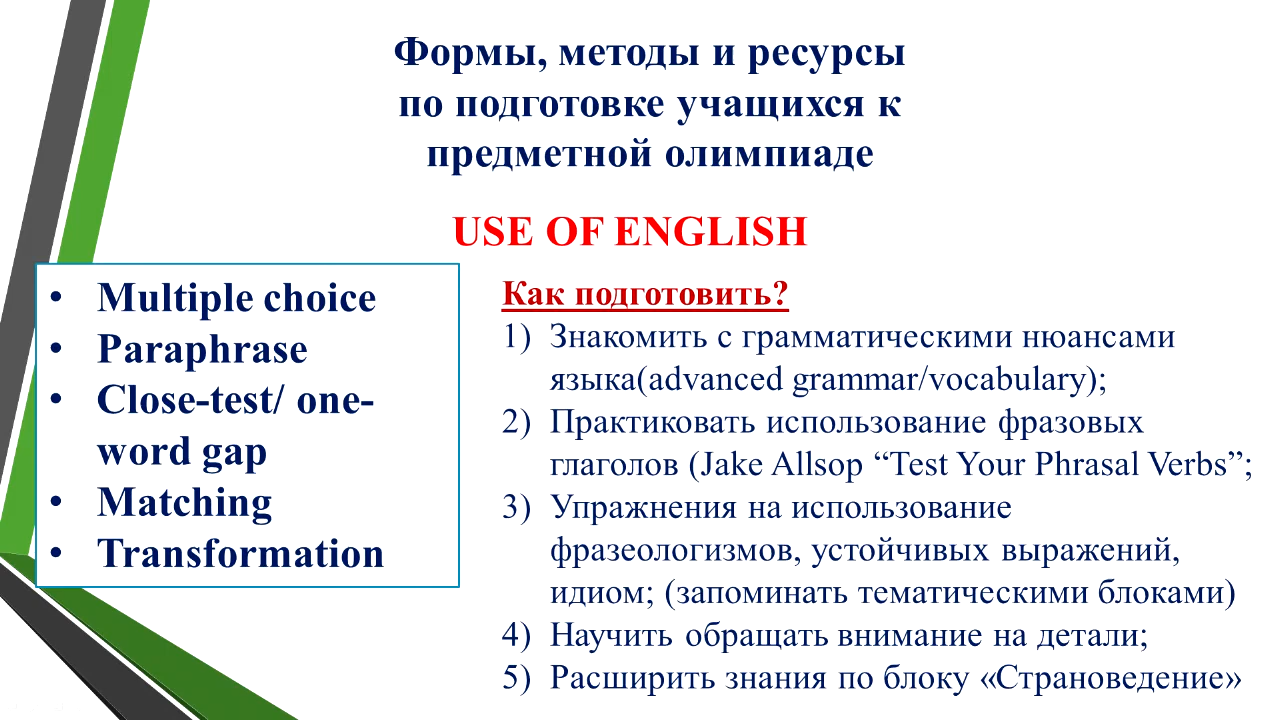 Формы, методы и ресурсы
по подготовке учащихся к
предметной олимпиаде
USE OF ENGLISH
• Multiple choice
• Paraphrase
• Close-test/ one-
word gap
• Matching
• Transformation
Как подготовить?
1) Знакомить с грамматическими нюансами
языка(advanced grammar/vocabulary);
2) Практиковать использование фразовых
глаголов (Jake Allsop “Test Your Phrasal Verbs”;
3) Упражнения на использование
фразеологизмов, устойчивых выражений,
идиом; (запоминать тематическими блоками)
4) Научить обращать внимание на детали;
5) Расширить знания по блоку «Страноведение»